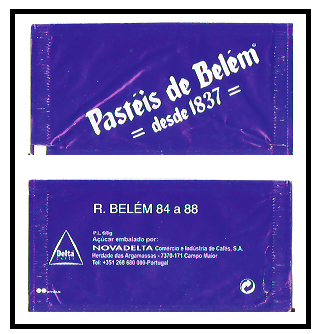 Pastéis de Belém
= desde 1837 =
R. BELÉM 84 a 88
P.L. 6/8g
Açúcar embalado por:
NOVADELTA Comércio e Indústria de Cafés, S.A.
Herdade das Argamassas - 7370-171 Campo Maior
Tel: +351 268 680 000-Portugal
Delta
CAFÉS